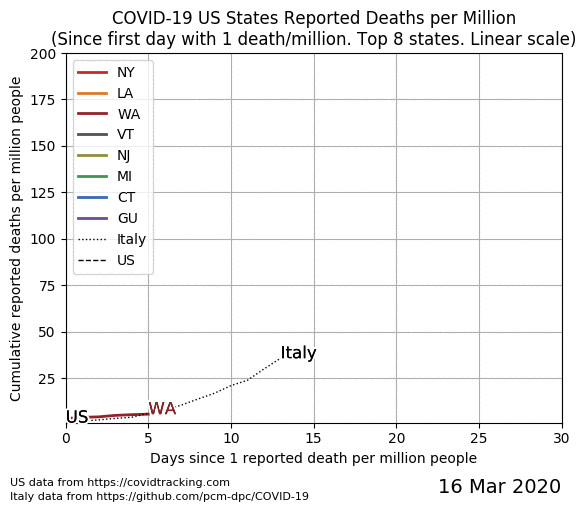 COVID-19 US States Reported Deaths per Million
(Since first day with 1 death/million. Top 8 states. Linear scale)
Cumulative reported deaths per million people
200
175
150
125
100
75
50
25
NY
LA
WA
VT
NJ
MI
CT
GU
Italy
US
Italy
WA
US
0 5 10 15 20 25 30
Days since 1 reported death per million people
US data from https://covidtracking.com
Italy data from https://github.com/pcm-dpc/COVID-19
16 Mar 2020